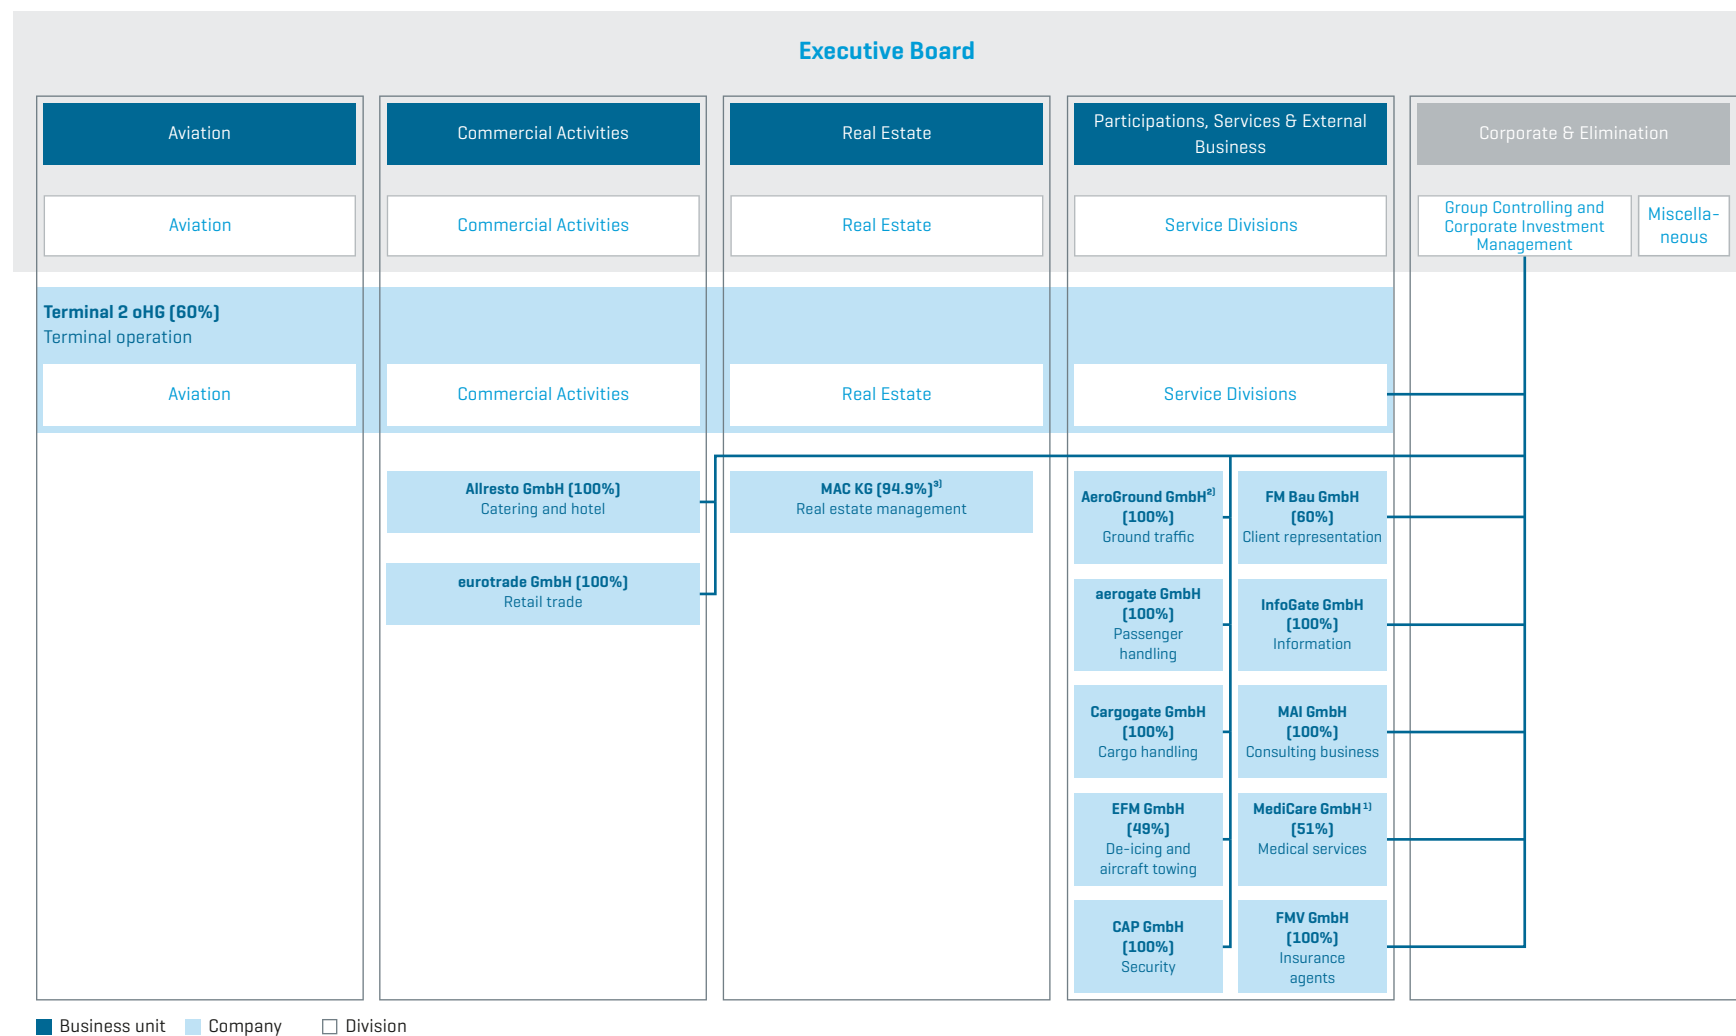 Executive Board
Aviation
Commercial Activities
Real Estate
Participations, Services & External
Business
Corporate & Elimination
Aviation
Commercial Activities
Real Estate
Service Divisions
Group Controlling and
Corporate Investment
Management
Miscella-
neous
Terminal 2 oHG (60%)
Terminal operation
Aviation
Commercial Activities
Real Estate
Service Divisions
Allresto GmbH (100%)
Catering and hotel
eurotrade GmbH (100%)
Retail trade
MAC KG (94.9%)³⁾
Real estate management
AeroGround GmbH²⁾
(100%)
Ground traffic
FM Bau GmbH
(60%)
Client representation
aerogate GmbH
(100%)
Passenger
handling
InfoGate GmbH
(100%)
Information
Cargogate GmbH
(100%)
Cargo handling
MAI GmbH
(100%)
Consulting business
EFM GmbH
(49%)
De-icing and
aircraft towing
MediCare GmbH¹⁾
(51%)
Medical services
CAP GmbH
(100%)
Security
FMV GmbH
(100%)
Insurance
agents
Business unit
Company
Division